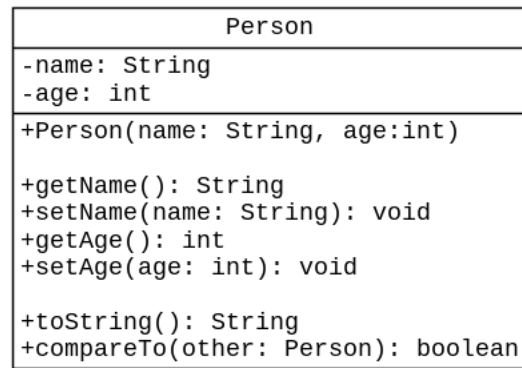 Person
-name: String
-age: int
+Person(name: String, age:int)
+getName(): String
+setName(name: String): void
+getAge(): int
+setAge(age: int): void
+toString(): String
+compareTo(other: Person): boolean